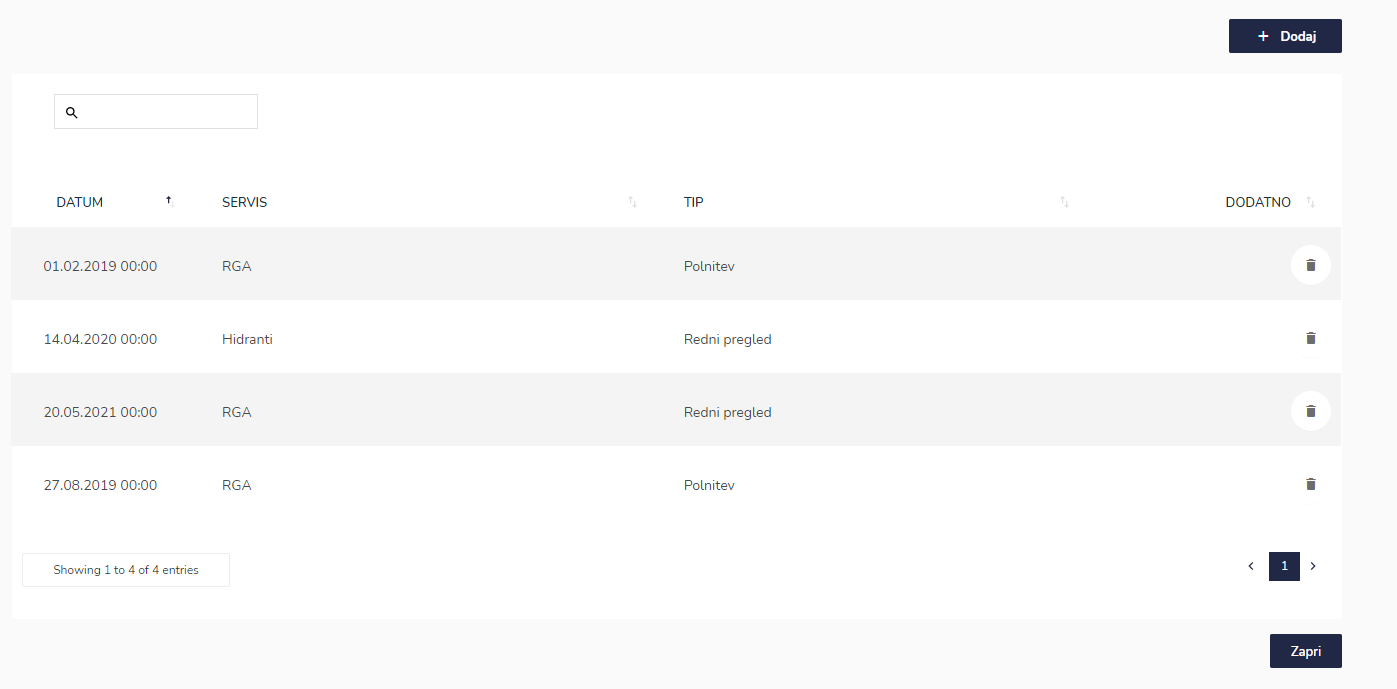 + Dodaj
DATUM SERVIS TIP DODATNO
01.02.2019 00:00 RGA Polnitev
14.04.2020 00:00 Hidranti Redni pregled
20.05.2021 00:00 RGA Redni pregled
27.08.2019 00:00 RGA Polnitev
Showing 1 to 4 of 4 entries
1
Zapri